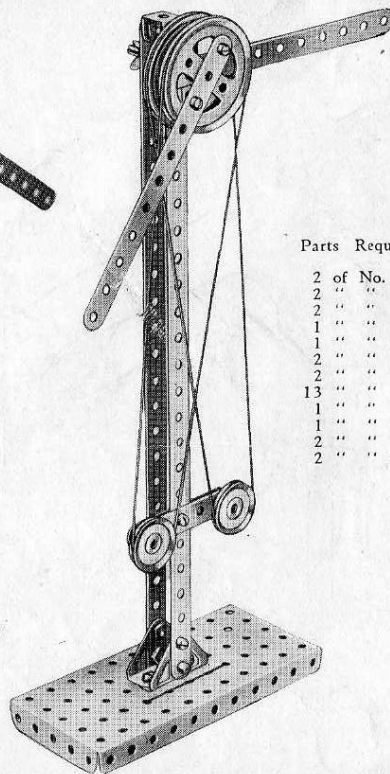 Parts Requ
2 of No.
2 “ “
2 “ “
1 “ “
1 “ “
2 “ “
2 “ “
13 “ “
1 “ “
1 “ “
2 “ “
2 “ “